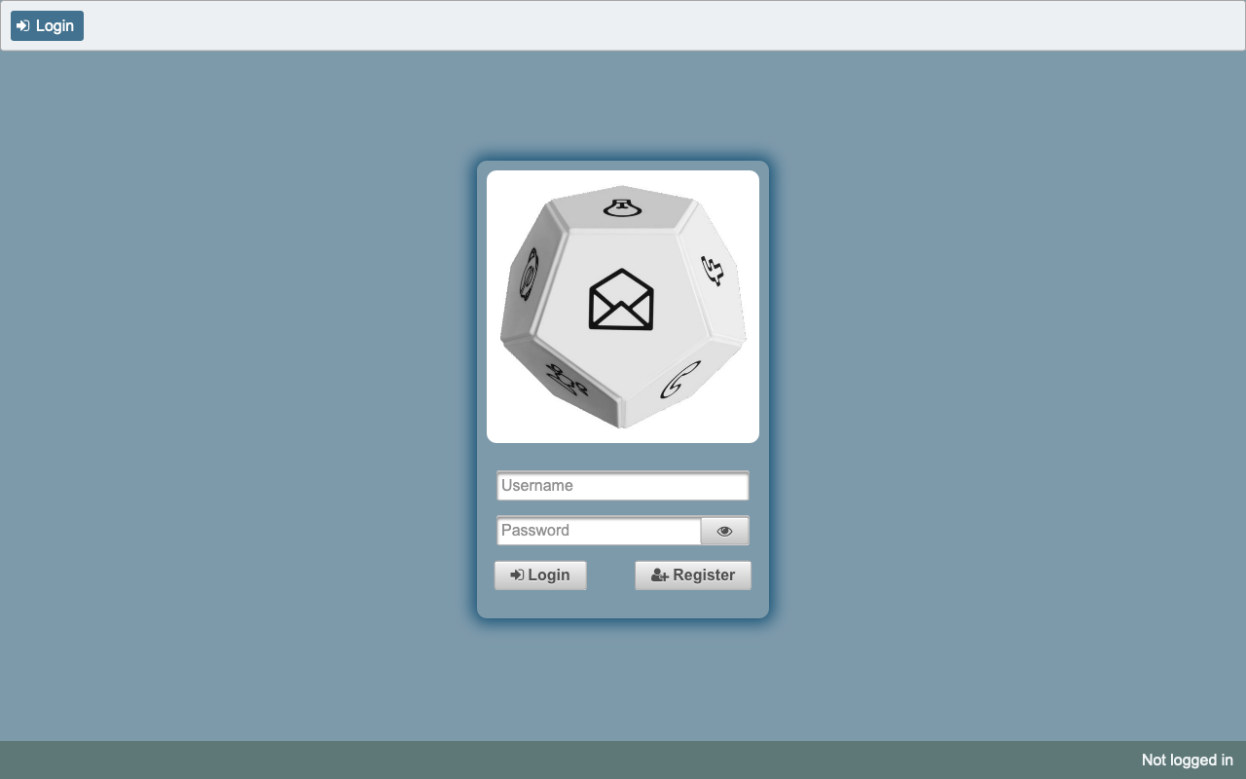 Login
Username
Password
Login
Register
Not logged in